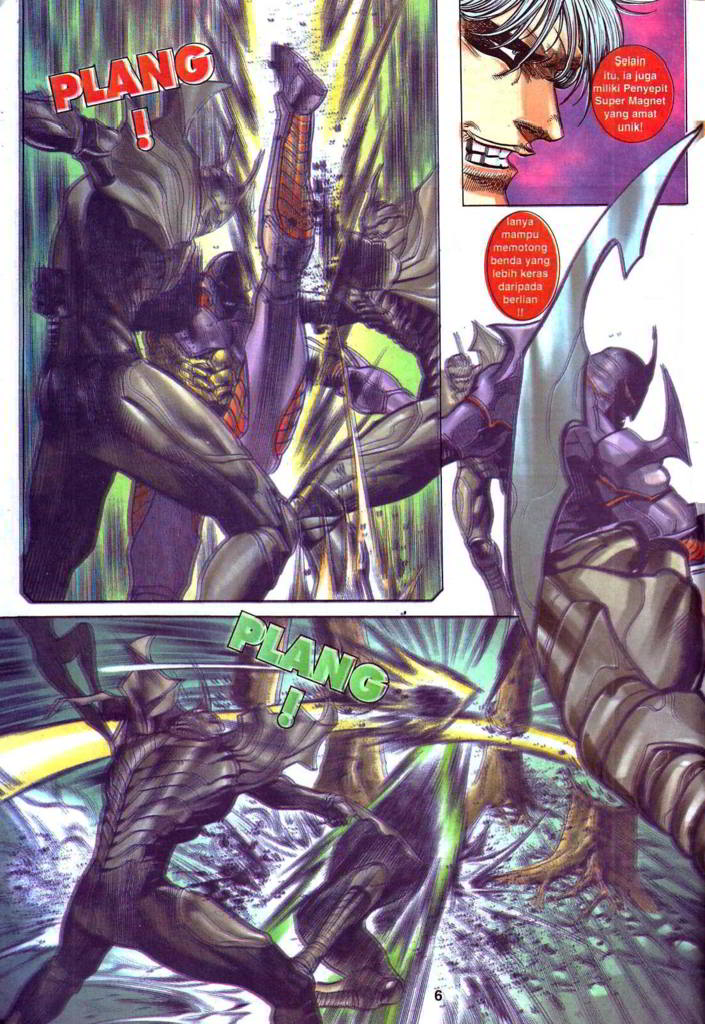 PLANG
!
Selain
itu, ia juga
miliki Penyepit
Super Magnet
yang amat
unik!
Ianya
mampu
memotong
benda yang
lebih keras
daripada
berlian
!!
PLANG
!
6